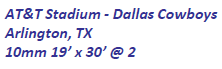 AT&T Stadium - Dallas Cowboys
Arlington, TX
10mm 19’ x 30’ @ 2